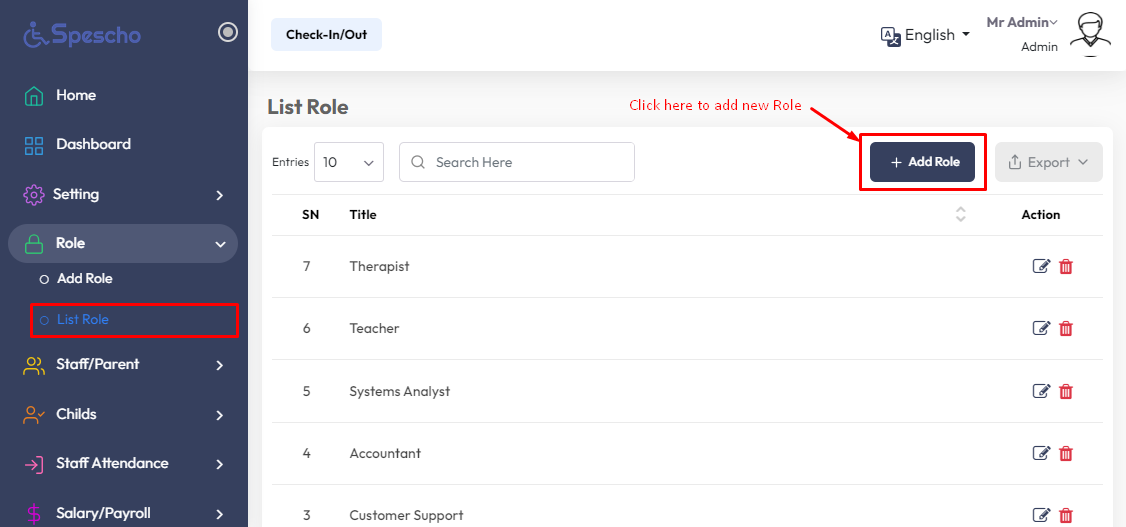 Spescho
Home
Dashboard
Setting
Role
Add Role
List Role
Staff/Parent
Childs
Staff Attendance
Salary/Payroll
Check-In/Out
English
Mr Admin
Admin
List Role
Click here to add new Role
Entries 10 Search Here + Add Role Export
SN Title Action
7 Therapist
6 Teacher
5 Systems Analyst
4 Accountant
3 Customer Support